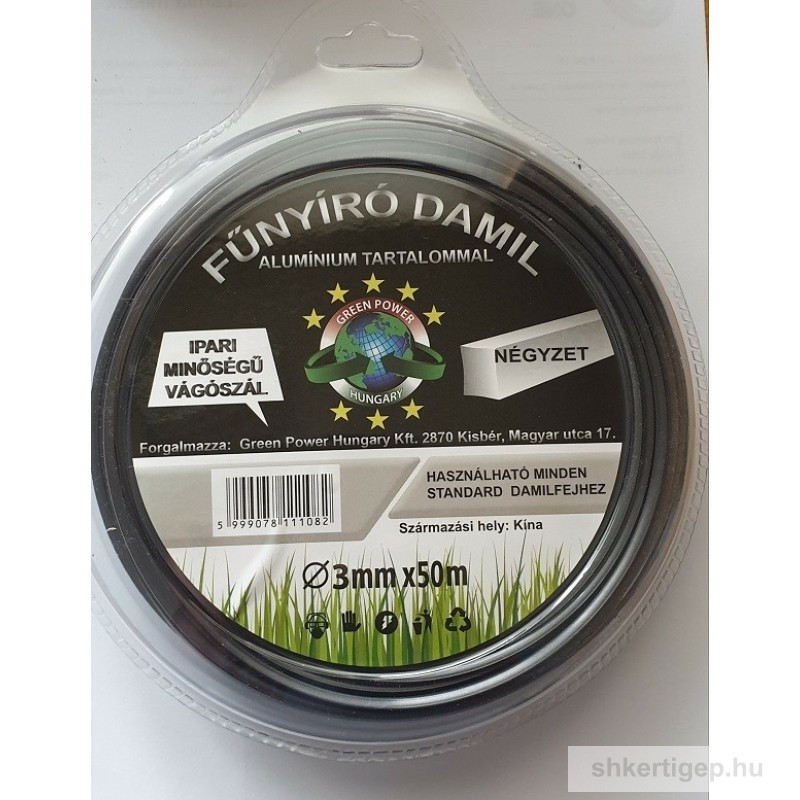 FŰNYÍRÓ DAMIL
ALUMÍNIUM TARTALOMMAL
GREEN POWER
HUNGARY
IPARI
MINŐSÉGŰ
VÁGÓSZÁL
NÉGYZET
Forgalmazza: Green Power Hungary Kft. 2870 Kisbér, Magyar utca 17.
5 999078 111082
HASZNÁLHATÓ MINDEN
STANDARD DAMILFEJHEZ
Származási hely: Kína
Ø3mm x50m
shkertigep.hu